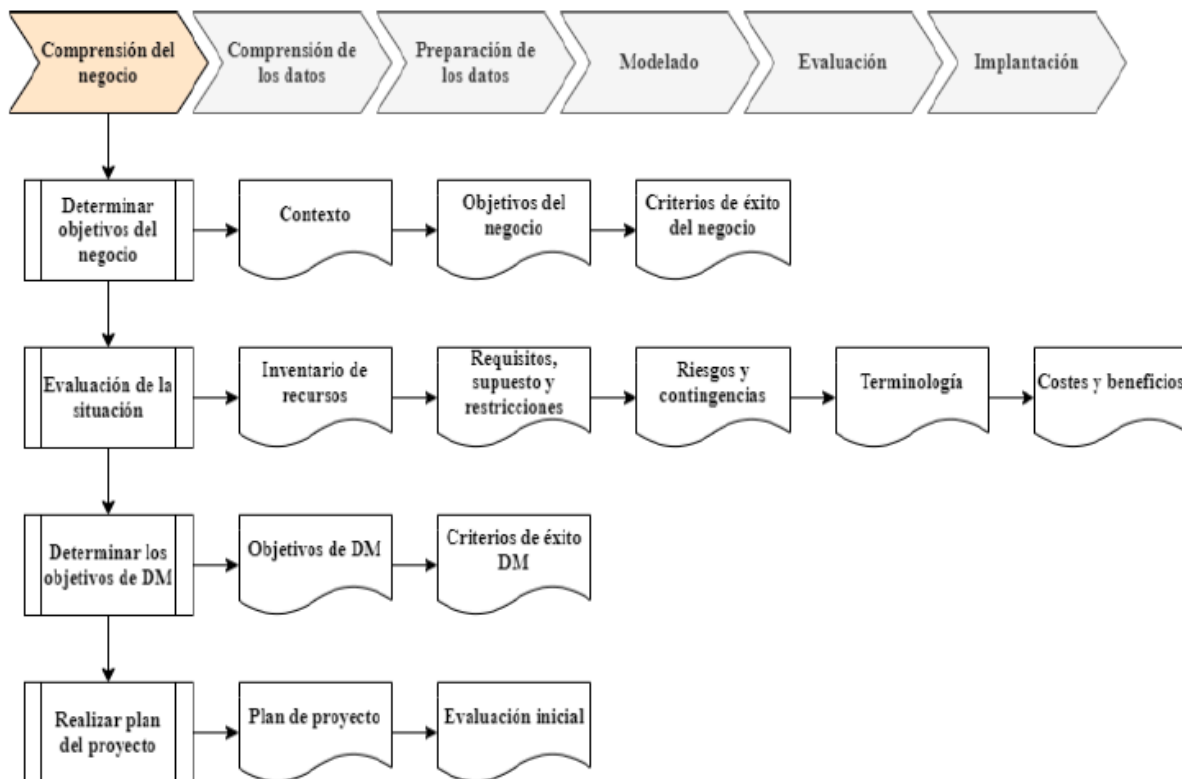 Comprensión del
negocio
Comprensión de
los datos
Preparación de
los datos
Modelado
Evaluación
Implantación
Determinar
objetivos del
negocio
Contexto
Objetivos del
negocio
Criterios de éxito
del negocio
Evaluación de la
situación
Inventario de
recursos
Requisitos,
supuesto y
restricciones
Riesgos y
contingencias
Terminología
Costes y beneficios
Determinar los
objetivos de DM
Objetivos de DM
Criterios de éxito
DM
Realizar plan
del proyecto
Plan de proyecto
Evaluación inicial